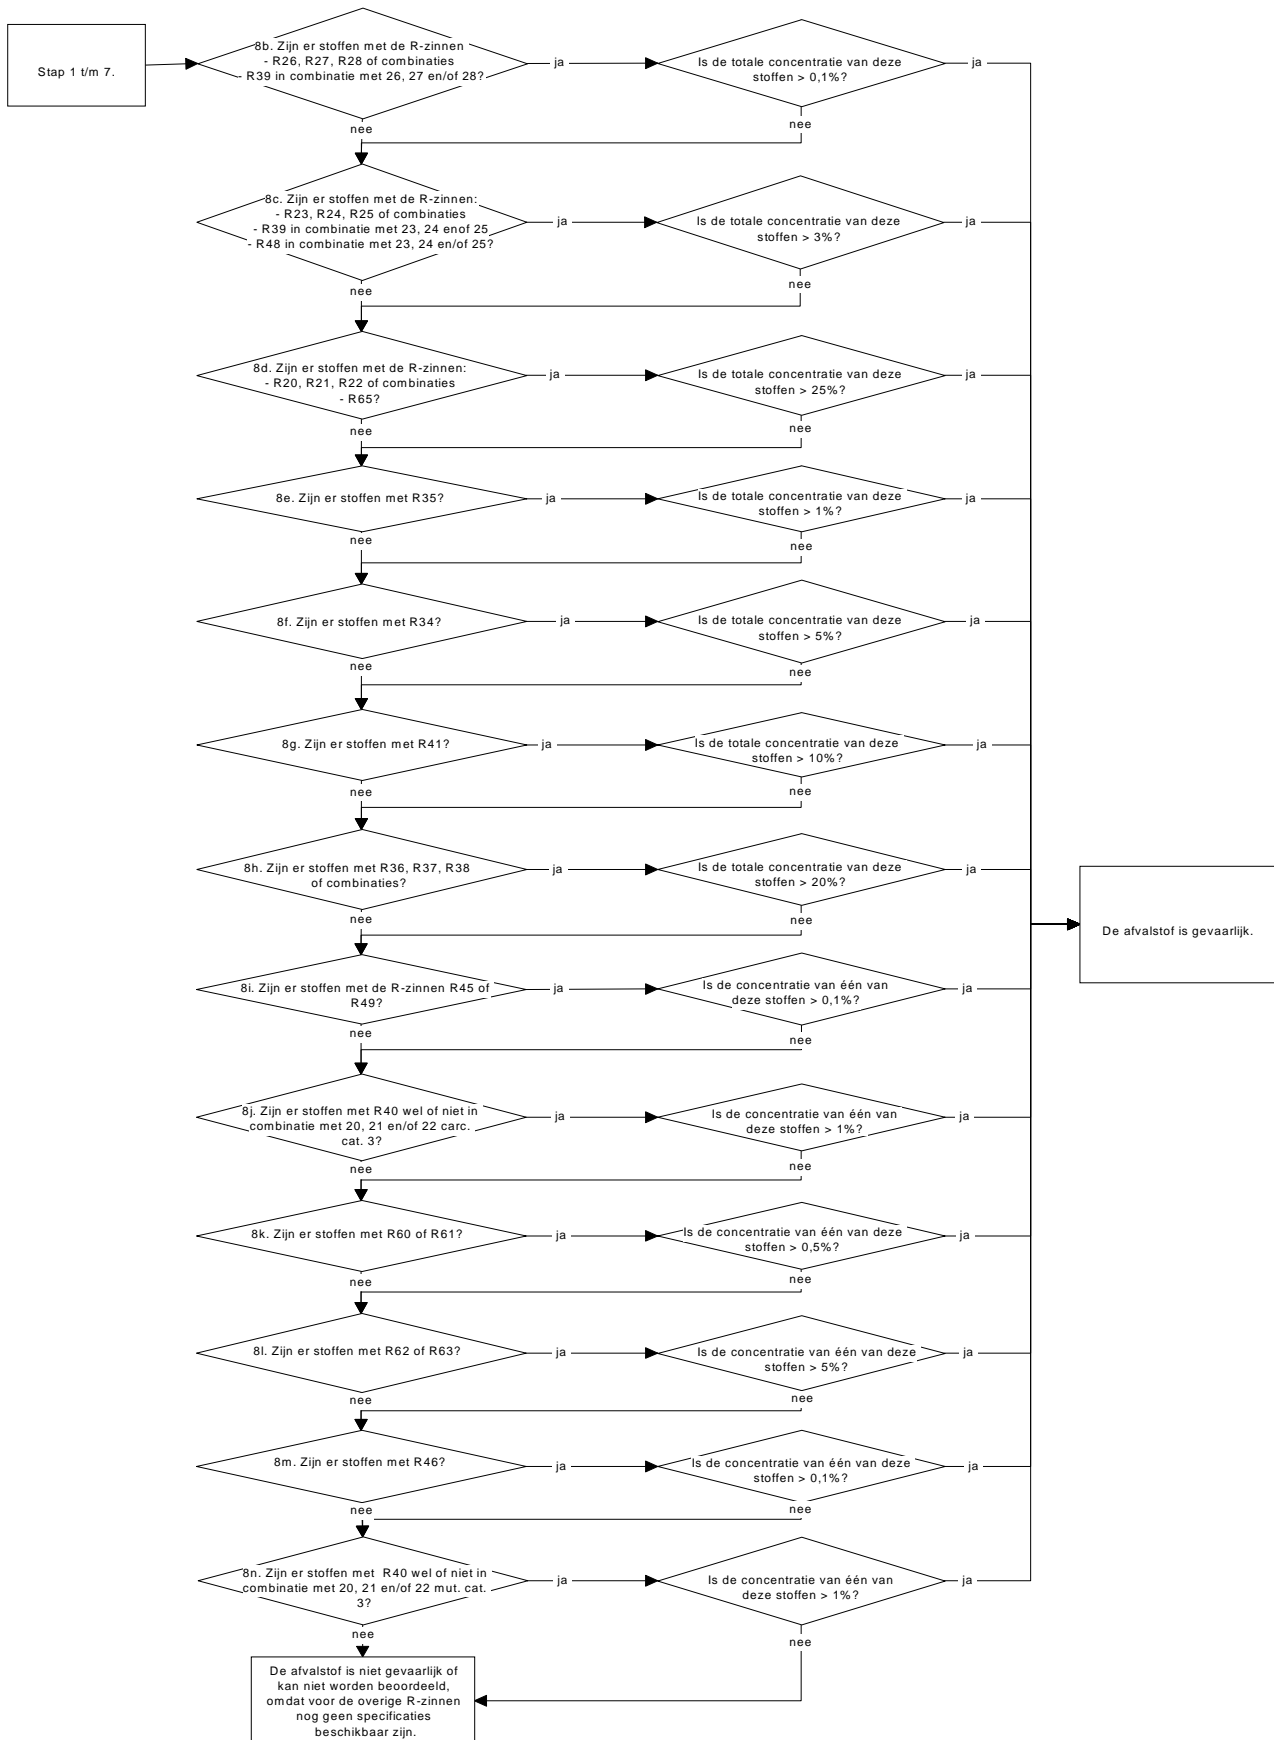 Stap 1 t/m 7.
8b. Zijn er stoffen met de R-zinnen
- R26, R27, R28 of combinaties
- R39 in combinatie met 26, 27 en/of 28?
ja
Is de totale concentratie van deze
stoffen > 0,1%?
ja
nee
nee
8c. Zijn er stoffen met de R-zinnen:
- R23, R24, R25 of combinaties
- R39 in combinatie met 23, 24 enof 25
- R48 in combinatie met 23, 24 en/of 25?
ja
Is de totale concentratie van deze
stoffen > 3%?
ja
nee
nee
8d. Zijn er stoffen met de R-zinnen:
- R20, R21, R22 of combinaties
- R65?
ja
Is de totale concentratie van deze
stoffen > 25%?
ja
nee
nee
8e. Zijn er stoffen met R35?
ja
Is de totale concentratie van deze
stoffen > 1%?
ja
nee
nee
8f. Zijn er stoffen met R34?
ja
Is de totale concentratie van deze
stoffen > 5%?
ja
nee
nee
8g. Zijn er stoffen met R41?
ja
Is de totale concentratie van deze
stoffen > 10%?
ja
nee
nee
8h. Zijn er stoffen met R36, R37, R38
of combinaties?
ja
Is de totale concentratie van deze
stoffen > 20%?
ja
nee
nee
De afvalstof is gevaarlijk.
8i. Zijn er stoffen met de R-zinnen R45 of
R49?
ja
Is de concentratie van één van
deze stoffen > 0,1%?
ja
nee
nee
8j. Zijn er stoffen met R40 wel of niet in
combinatie met 20, 21 en/of 22 carc.
cat. 3?
ja
Is de concentratie van één van
deze stoffen > 1%?
ja
nee
nee
8k. Zijn er stoffen met R60 of R61?
ja
Is de concentratie van één van deze
stoffen > 0,5%?
ja
nee
nee
8l. Zijn er stoffen met R62 of R63?
ja
Is de concentratie van één van deze
stoffen > 5%?
ja
nee
nee
8m. Zijn er stoffen met R46?
ja
Is de concentratie van één van deze
stoffen > 0,1%?
ja
nee
nee
8n. Zijn er stoffen met R40 wel of niet in
combinatie met 20, 21 en/of 22 mut. cat.
3?
ja
Is de concentratie van één van
deze stoffen > 1%?
ja
nee
nee
De afvalstof is niet gevaarlijk of
kan niet worden beoordeeld,
omdat voor de overige R-zinnen
nog geen specificaties
beschikbaar zijn.